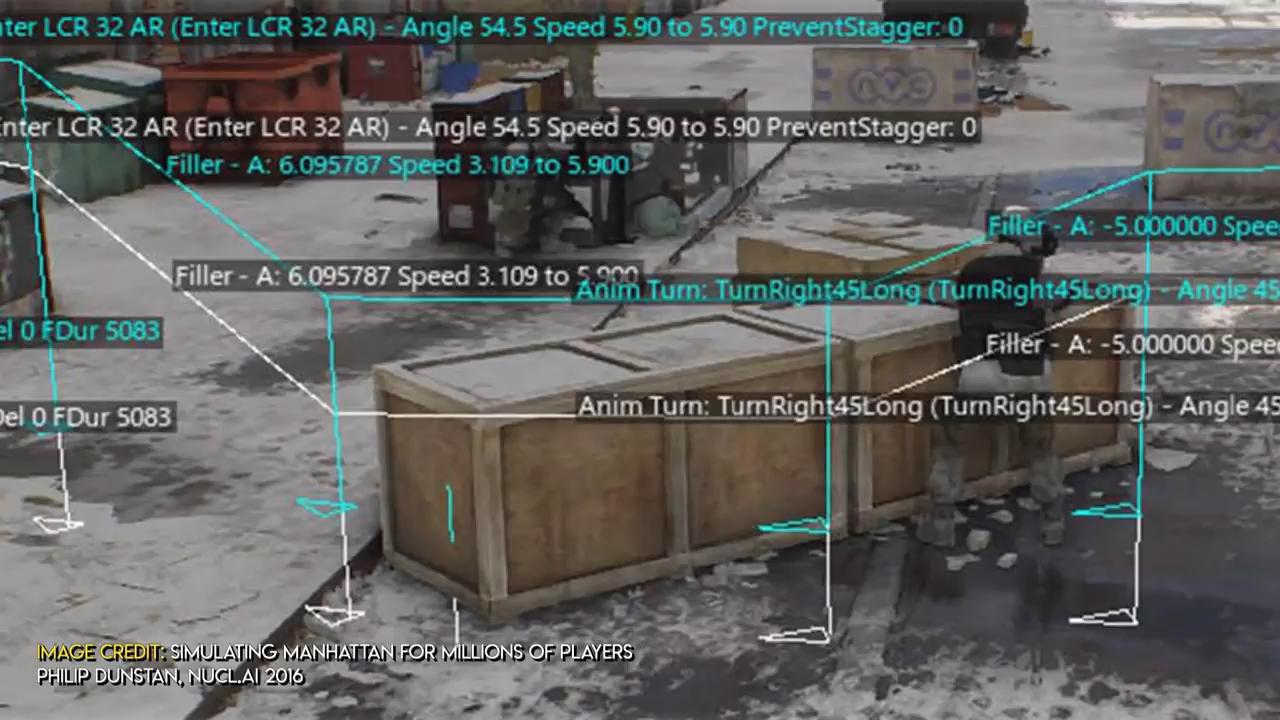 nter LCR 32 AR (Enter LCR 32 AR) - Angle 54.5 Speed 5.90 to 5.90 PreventStagger: 0
NYC
Enter LCR 32 AR (Enter LCR 32 AR) - Angle 54.5 Speed 5.90 to 5.90 PreventStagger: 0
Filler - A: 6.095787 Speed 3.109 to 5.900
Filler - A: -5.000000 Spee
Filler - A: 6.095787 Speed 3.109 to 5.900
Anim Turn: TurnRight45Long (TurnRight45Long) - Angle 45
el 0 FDur 5083
Filler - A: -5.000000 Speed
Anim Turn: TurnRight45Long (TurnRight45Long) - Angle 45
Del 0 FDur 5083
IMAGE CREDIT: SIMULATING MANHATTAN FOR MILLIONS OF PLAYERS
PHILIP DUNSTAN, NUCL.AI 2016